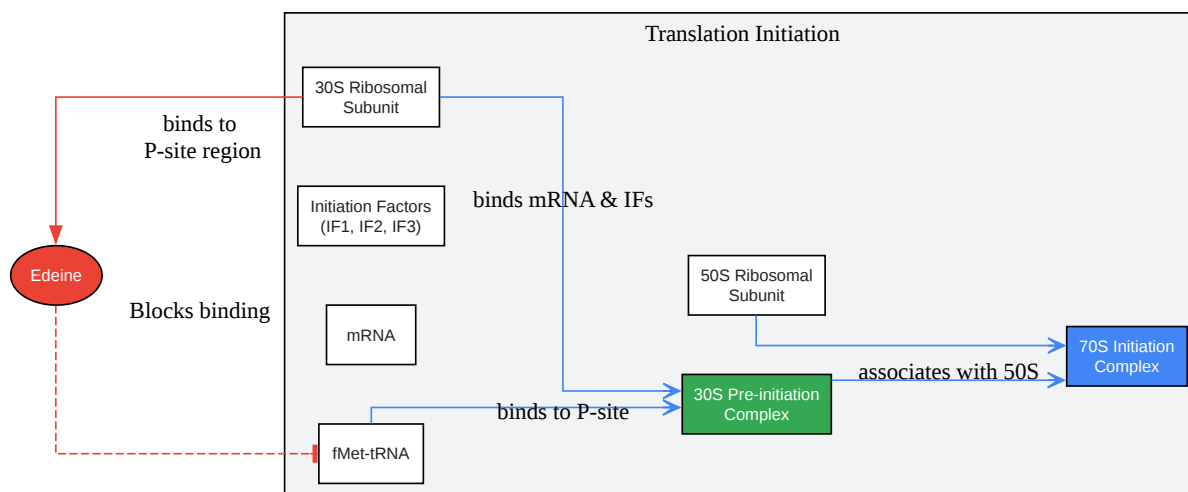 Translation Initiation
30S Ribosomal
Subunit
binds to
P-site region
Initiation Factors
(IF1, IF2, IF3)
binds mRNA & IFs
Edeine
50S Ribosomal
Subunit
Blocks binding
mRNA
70S Initiation
Complex
associates with 50S
30S Pre-initiation
Complex
binds to P-site
fMet-tRNA